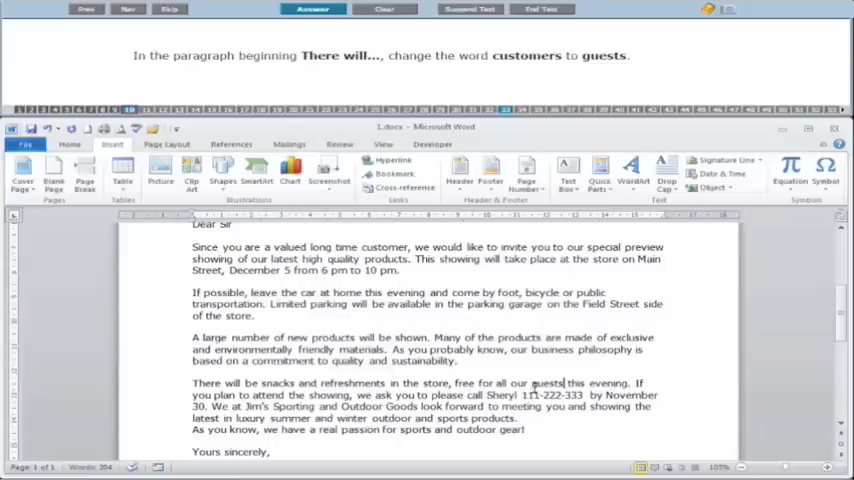 Prev Nav Skip Answer Clear Suspend Test End Test
In the paragraph beginning There will..., change the word customers to guests.
1.docx - Microsoft Word
File Home Insert Page Layout References Mailings Review View Developer
Cover Page Blank Page Page Break Table Picture Clip Art Shapes SmartArt Chart Screenshot Hyperlink Bookmark Cross-reference Header Footer Page Number Text Box Quick Parts WordArt Drop Cap Signature Line Date & Time Object Equation Symbol
Pages Tables Illustrations Links Header & Footer Text Symbols
Dear Sir
Since you are a valued long time customer, we would like to invite you to our special preview
showing of our latest high quality products. This showing will take place at the store on Main
Street, December 5 from 6 pm to 10 pm.
If possible, leave the car at home this evening and come by foot, bicycle or public
transportation. Limited parking will be available in the parking garage on the Field Street side
of the store.
A large number of new products will be shown. Many of the products are made of exclusive
and environmentally friendly materials. As you probably know, our business philosophy is
based on a commitment to quality and sustainability.
There will be snacks and refreshments in the store, free for all our guests this evening. If
you plan to attend the showing, we ask you to please call Sheryl 111-222-333 by November
30. We at Jim's Sporting and Outdoor Goods look forward to meeting you and showing the
latest in luxury summer and winter outdoor and sports products.
As you know, we have a real passion for sports and outdoor gear!
Yours sincerely,
Page: 1 of 1 Words: 204 103%